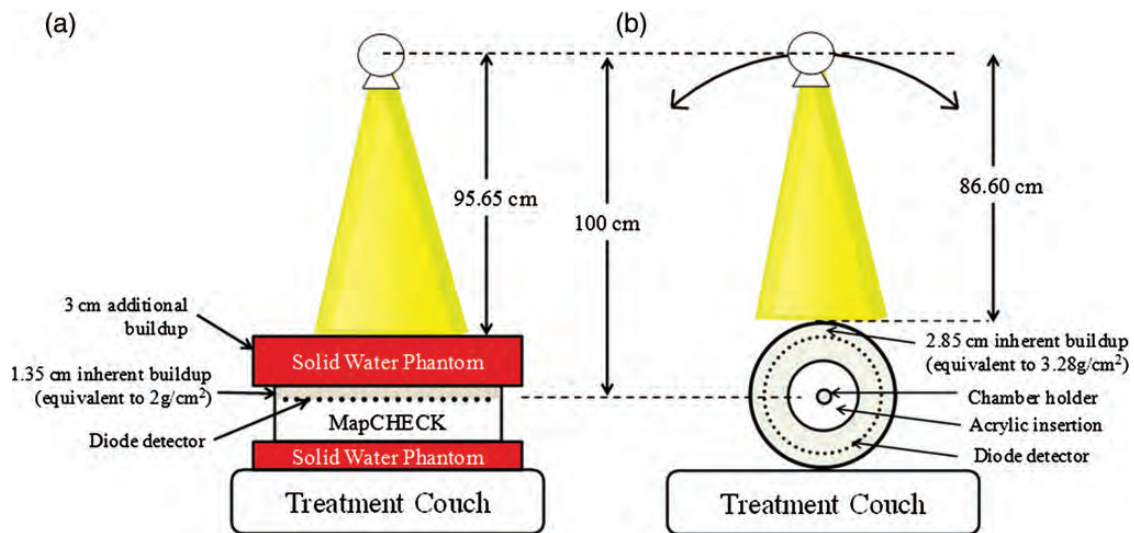 (a)
95.65 cm
100 cm
3 cm additional
buildup
Solid Water Phantom
1.35 cm inherent buildup
(equivalent to 2g/cm²)
Diode detector
MapCHECK
Solid Water Phantom
Treatment Couch
(b)
86.60 cm
2.85 cm inherent buildup
(equivalent to 3.28g/cm²)
Chamber holder
Acrylic insertion
Diode detector
Treatment Couch